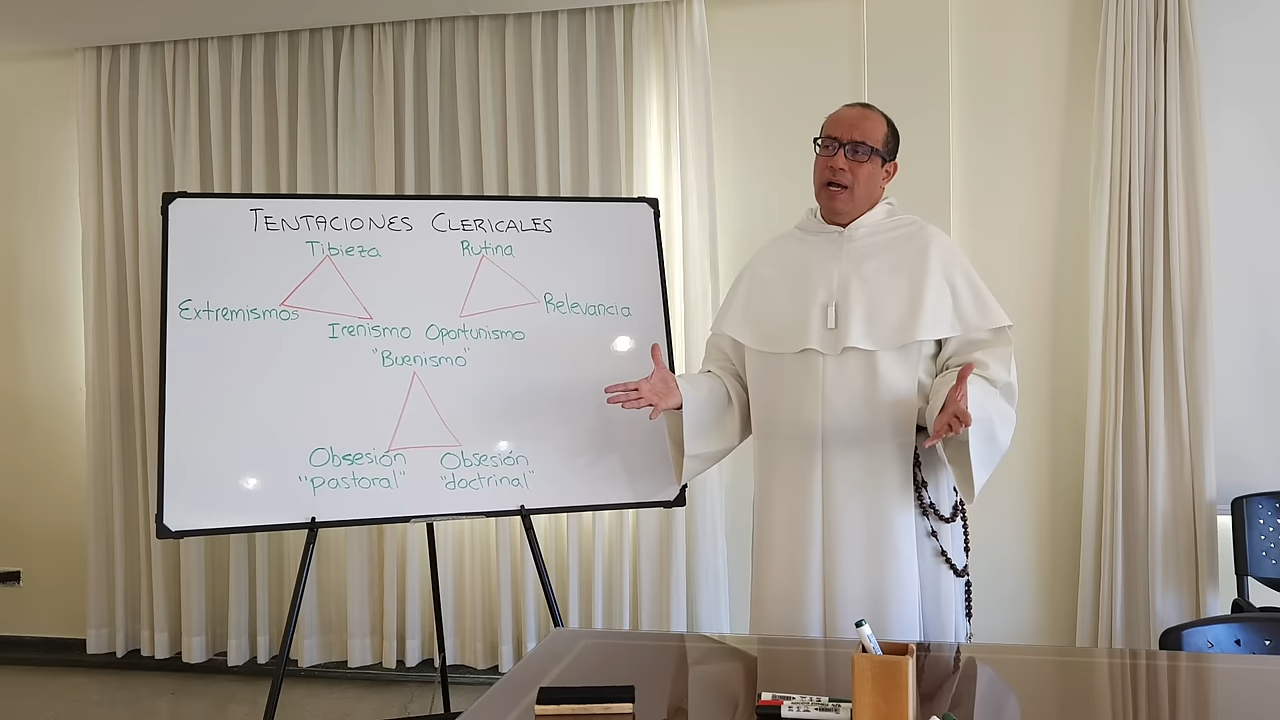 TENTACIONES CLERICALES
Tibieza
Rutina
Extremismos
Relevancia
Irenismo
Oportunismo
"Buenismo"
Obsesión
"pastoral"
Obsesión
"doctrinal"